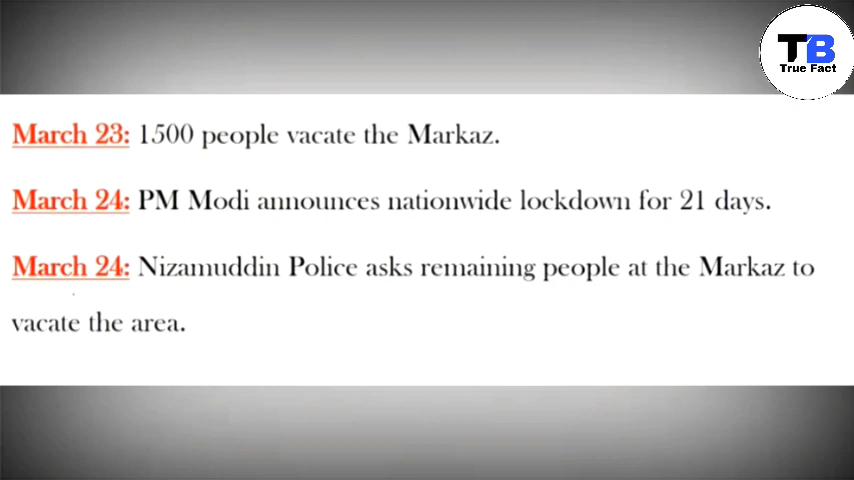 TB
True Fact
March 23: 1500 people vacate the Markaz.
March 24: PM Modi announces nationwide lockdown for 21 days.
March 24: Nizamuddin Police asks remaining people at the Markaz to
vacate the area.